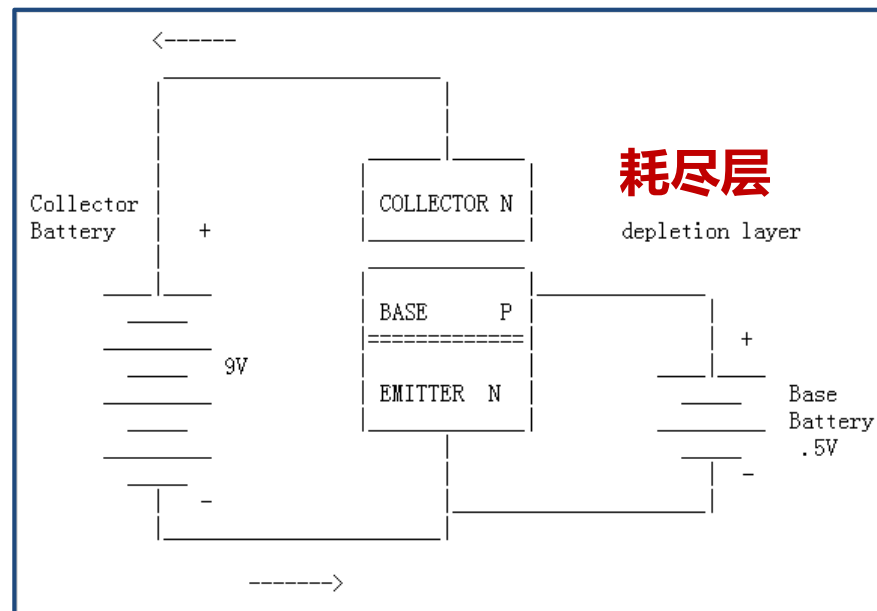 <------
耗尽层
Collector
Battery
+
COLLECTOR N
depletion layer
BASE P
=============
+
9V
EMITTER N
Base
Battery
.5V
-
-
------->